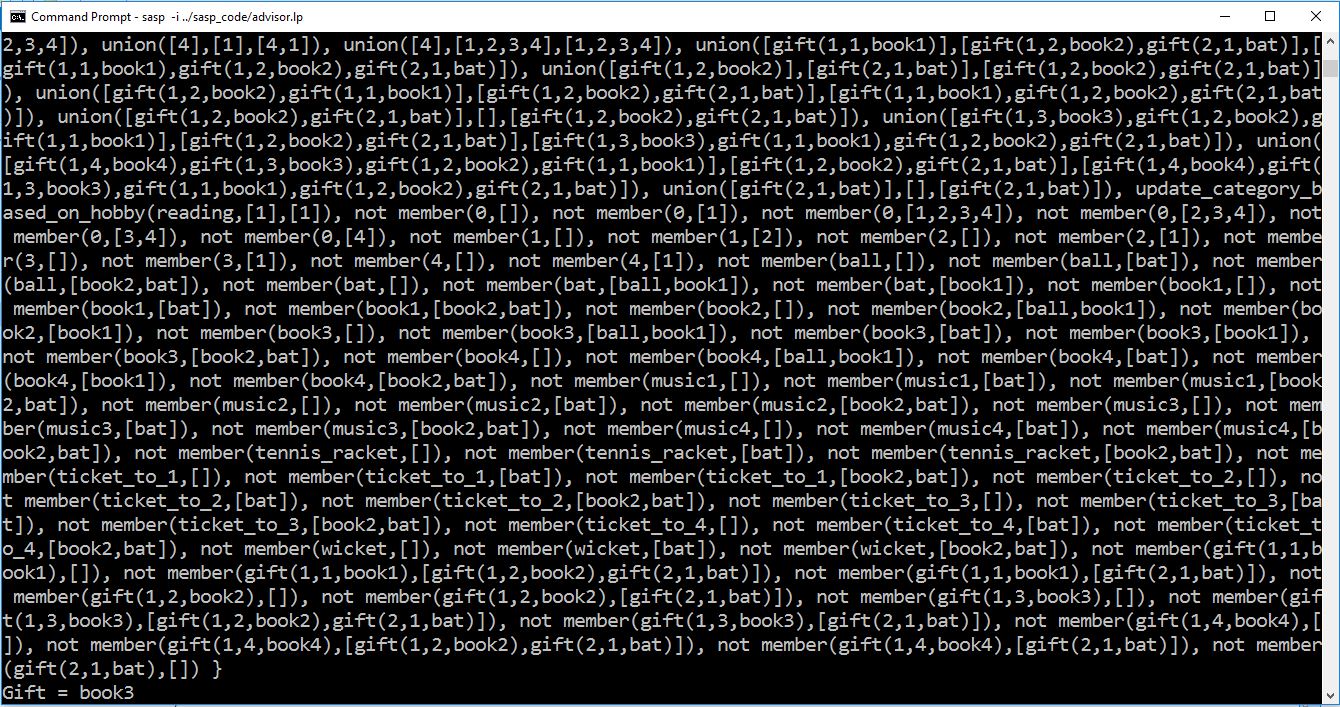 Command Prompt - sasp  -i ../sasp_code/advisor.lp
2,3,4]), union([4],[1],[4,1]), union([4],[1,2,3,4],[1,2,3,4]), union([gift(1,1,book1)],[gift(1,2,book2),gift(2,1,bat)],[
gift(1,1,book1),gift(1,2,book2),gift(2,1,bat)]), union([gift(1,2,book2)],[gift(2,1,bat)],[gift(1,2,book2),gift(2,1,bat)]
), union([gift(1,2,book2),gift(1,1,book1)],[gift(1,2,book2),gift(2,1,bat)],[gift(1,1,book1),gift(1,2,book2),gift(2,1,bat
)]), union([gift(1,2,book2),gift(2,1,bat)],[],[gift(1,2,book2),gift(2,1,bat)]), union([gift(1,3,book3),gift(1,2,book2),g
ift(1,1,book1)],[gift(1,2,book2),gift(2,1,bat)],[gift(1,3,book3),gift(1,1,book1),gift(1,2,book2),gift(2,1,bat)]), union(
[gift(1,4,book4),gift(1,3,book3),gift(1,2,book2),gift(1,1,book1)],[gift(1,2,book2),gift(2,1,bat)],[gift(1,4,book4),gift(
1,3,book3),gift(1,1,book1),gift(1,2,book2),gift(2,1,bat)]), union([gift(2,1,bat)],[],[gift(2,1,bat)]), update_category_b
ased_on_hobby(reading,[1],[1]), not member(0,[]), not member(0,[1]), not member(0,[1,2,3,4]), not member(0,[2,3,4]), not
 member(0,[3,4]), not member(0,[4]), not member(1,[]), not member(1,[2]), not member(2,[]), not member(2,[1]), not membe
r(3,[]), not member(3,[1]), not member(4,[]), not member(4,[1]), not member(ball,[]), not member(ball,[bat]), not member
(ball,[book2,bat]), not member(bat,[]), not member(bat,[ball,book1]), not member(bat,[book1]), not member(book1,[]), not
 member(book1,[bat]), not member(book1,[book2,bat]), not member(book2,[]), not member(book2,[ball,book1]), not member(bo
ok2,[book1]), not member(book3,[]), not member(book3,[ball,book1]), not member(book3,[bat]), not member(book3,[book1]),
not member(book3,[book2,bat]), not member(book4,[]), not member(book4,[ball,book1]), not member(book4,[bat]), not member
(book4,[book1]), not member(book4,[book2,bat]), not member(music1,[]), not member(music1,[bat]), not member(music1,[book
2,bat]), not member(music2,[]), not member(music2,[bat]), not member(music2,[book2,bat]), not member(music3,[]), not mem
ber(music3,[bat]), not member(music3,[book2,bat]), not member(music4,[]), not member(music4,[bat]), not member(music4,[b
ook2,bat]), not member(tennis_racket,[]), not member(tennis_racket,[bat]), not member(tennis_racket,[book2,bat]), not me
mber(ticket_to_1,[]), not member(ticket_to_1,[bat]), not member(ticket_to_1,[book2,bat]), not member(ticket_to_2,[]), no
t member(ticket_to_2,[bat]), not member(ticket_to_2,[book2,bat]), not member(ticket_to_3,[]), not member(ticket_to_3,[ba
t]), not member(ticket_to_3,[book2,bat]), not member(ticket_to_4,[]), not member(ticket_to_4,[bat]), not member(ticket_t
o_4,[book2,bat]), not member(wicket,[]), not member(wicket,[bat]), not member(wicket,[book2,bat]), not member(gift(1,1,b
ook1),[]), not member(gift(1,1,book1),[gift(1,2,book2),gift(2,1,bat)]), not member(gift(1,1,book1),[gift(2,1,bat)]), not
 member(gift(1,2,book2),[]), not member(gift(1,2,book2),[gift(2,1,bat)]), not member(gift(1,3,book3),[]), not member(gif
t(1,3,book3),[gift(1,2,book2),gift(2,1,bat)]), not member(gift(1,3,book3),[gift(2,1,bat)]), not member(gift(1,4,book4),[
]), not member(gift(1,4,book4),[gift(1,2,book2),gift(2,1,bat)]), not member(gift(1,4,book4),[gift(2,1,bat)]), not member
(gift(2,1,bat),[]) }
Gift = book3